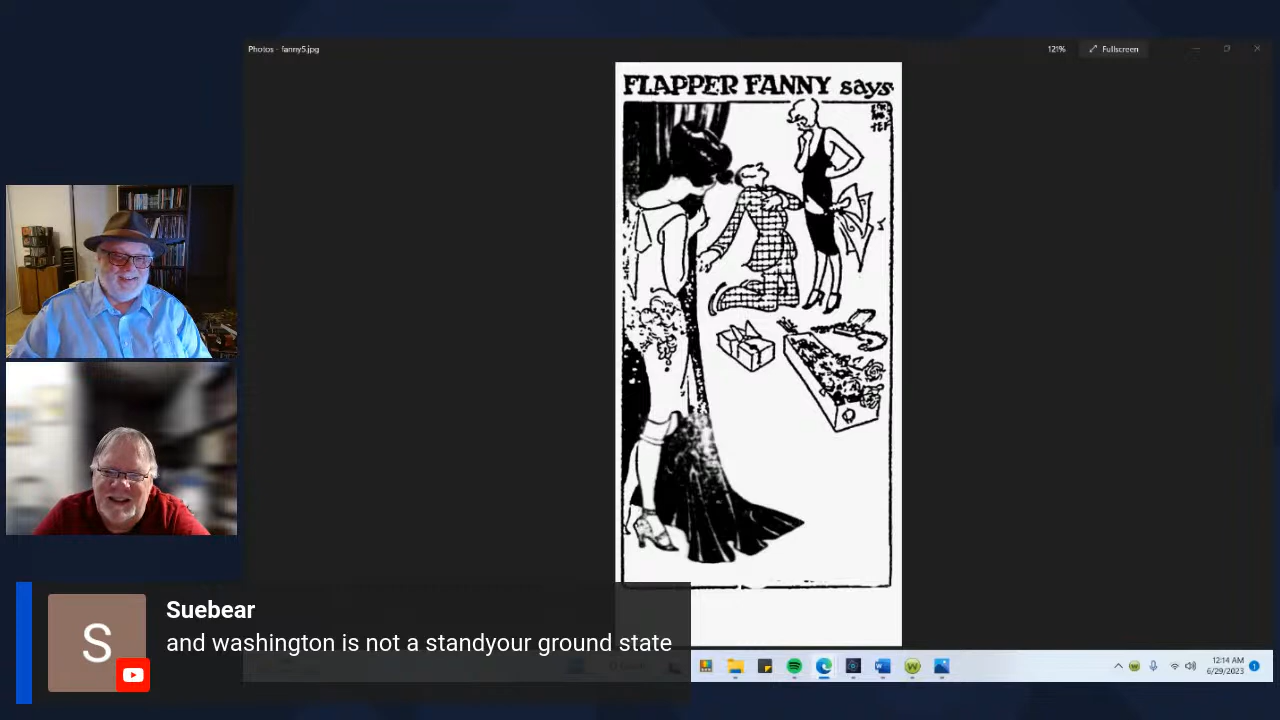 Photos - fanny5.jpg
121%
Fullscreen
FLAPPER FANNY says
S
Suebear
and washington is not a standyour ground state
12:14 AM
6/29/2023
1